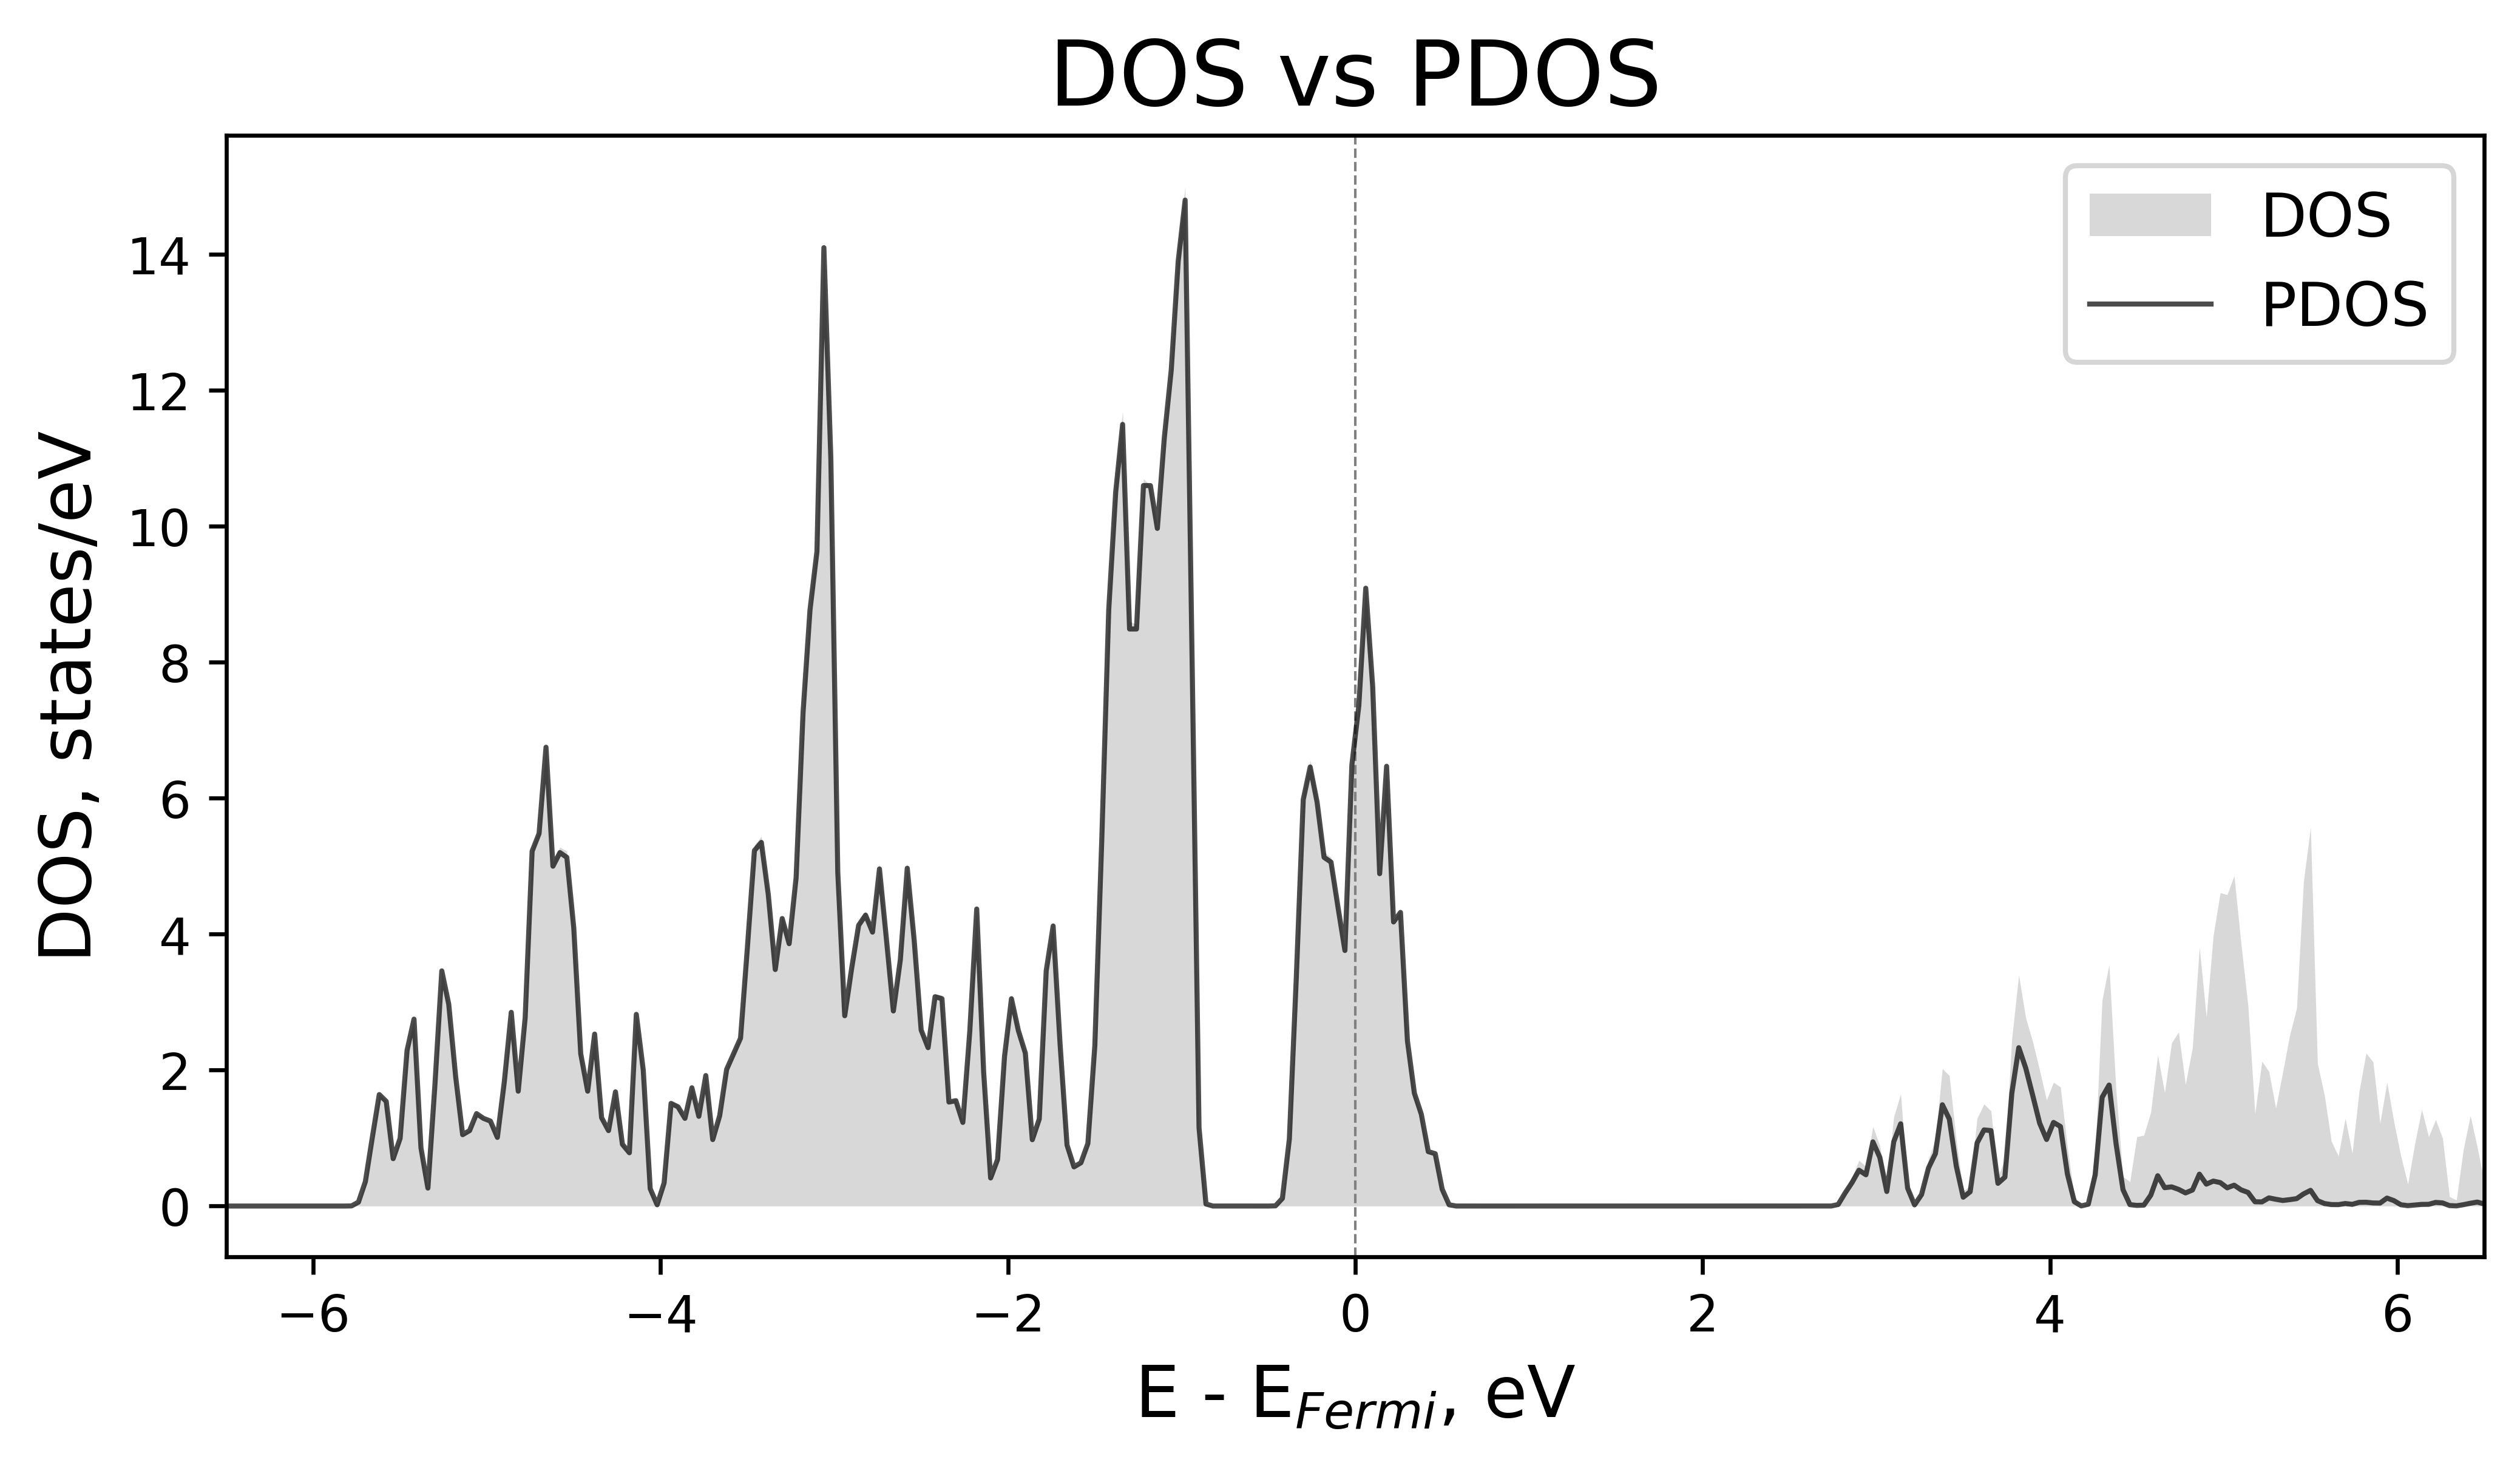 DOS vs PDOS
DOS
PDOS
DOS, states/eV
14
12
10
8
6
4
2
0
−6 −4 −2 0 2 4 6
E - E_Fermi, eV